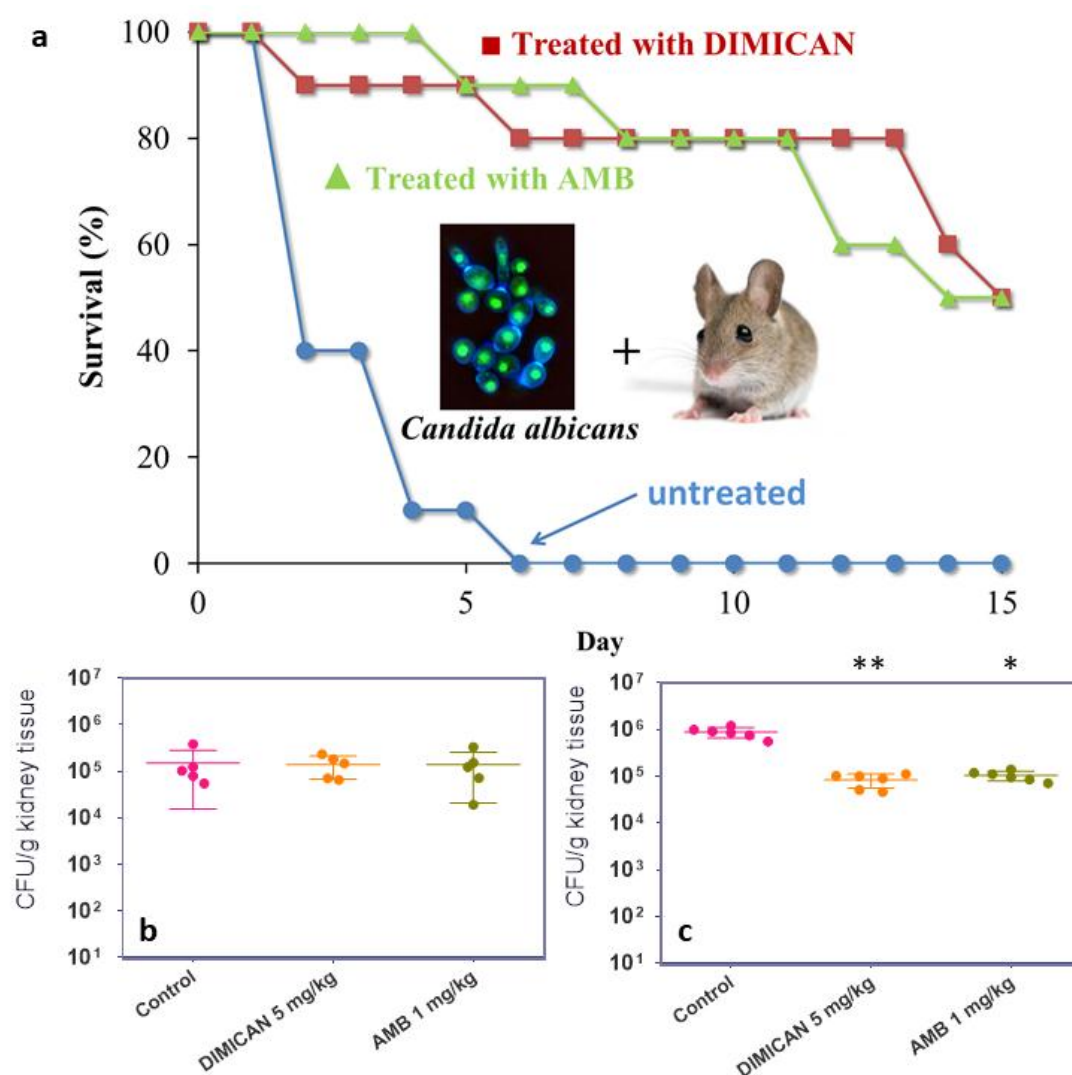 a
100
80
60
40
20
0
Survival (%)
Treated with DIMICAN
Treated with AMB
+
Candida albicans
untreated
0 5 10 15
Day
CFU/g kidney tissue
10⁷
10⁶
10⁵
10⁴
10³
10²
10¹
b
Control
DIMICAN 5 mg/kg
AMB 1 mg/kg
** *
CFU/g kidney tissue
10⁷
10⁶
10⁵
10⁴
10³
10²
10¹
c
Control
DIMICAN 5 mg/kg
AMB 1 mg/kg